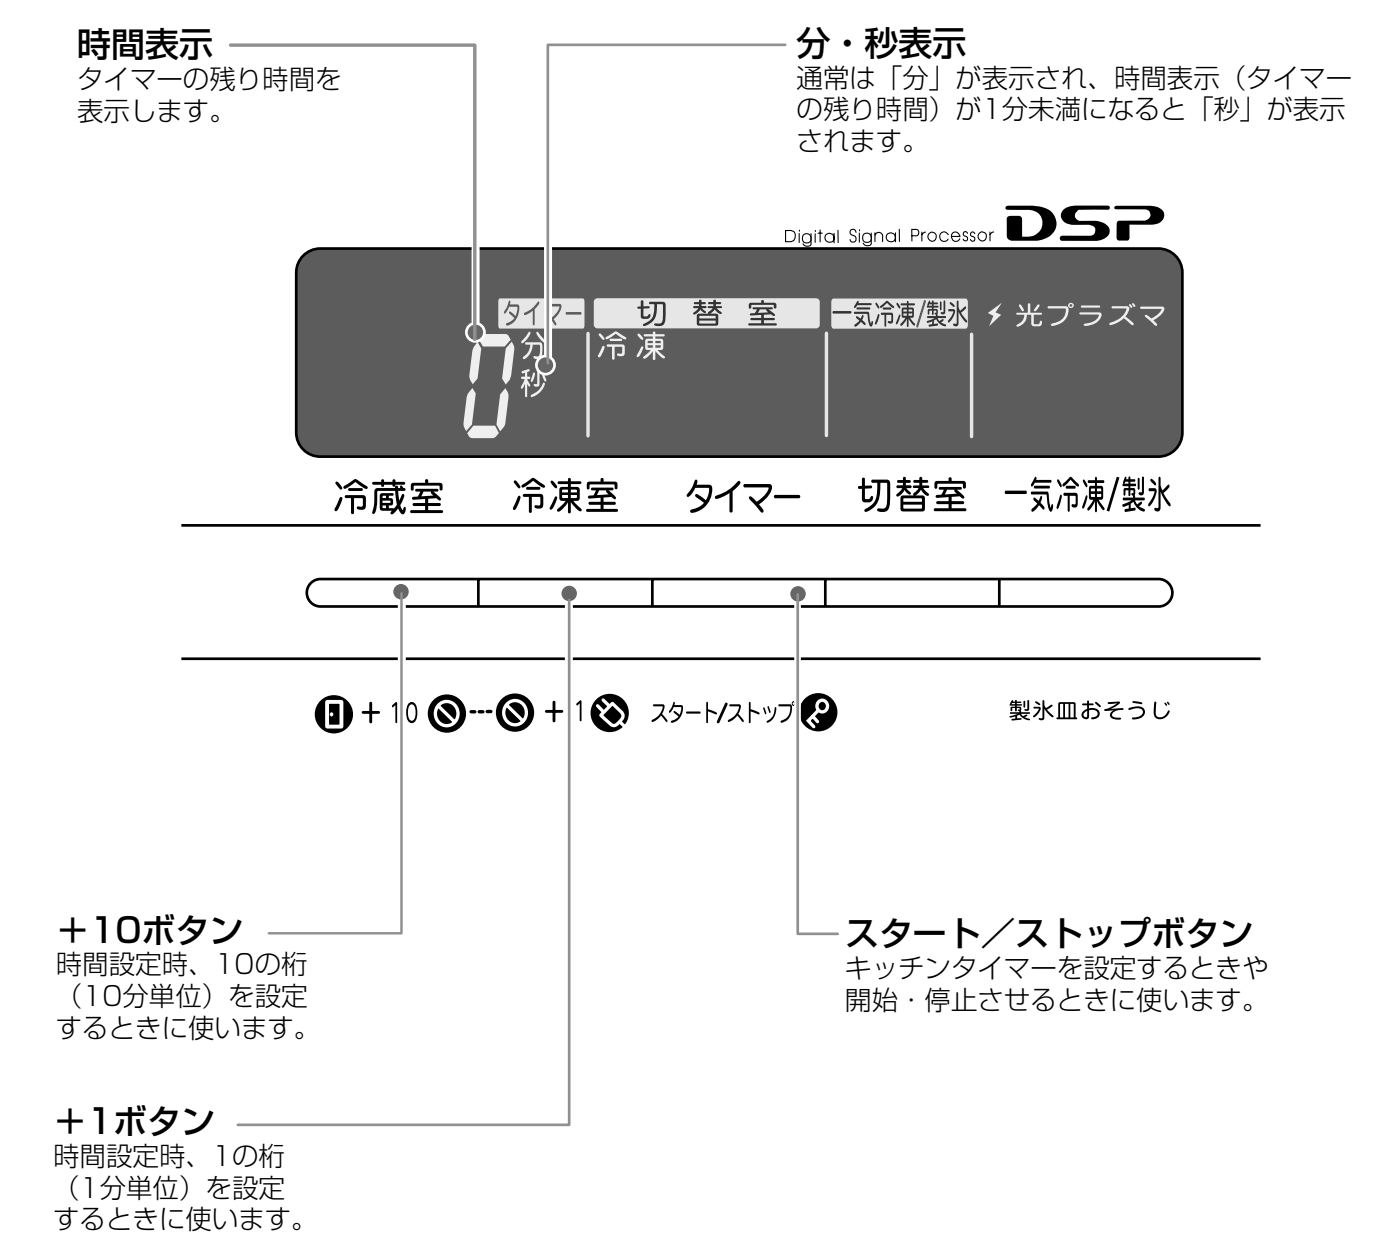 時間表示
タイマーの残り時間を
表示します。
分・秒表示
通常は「分」が表示され、時間表示（タイマー
の残り時間）が1分未満になると「秒」が表示
されます。
Digital Signal Processor DSP
タイマー 切替室 一気冷凍/製氷 光プラズマ
0 分 冷凍
秒
冷蔵室 冷凍室 タイマー 切替室 一気冷凍/製氷
+10 --- +1 スタート/ストップ 製氷皿おそうじ
＋10ボタン
時間設定時、10の桁
（10分単位）を設定
するときに使います。
スタート／ストップボタン
キッチンタイマーを設定するときや
開始・停止させるときに使います。
＋1ボタン
時間設定時、1の桁
（1分単位）を設定
するときに使います。